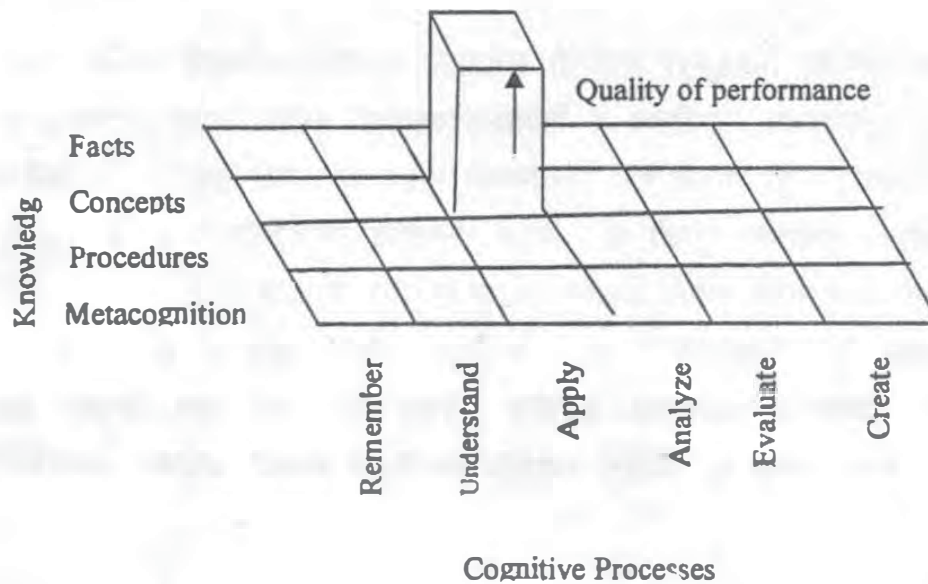 Quality of performance
Facts
Concepts
Procedures
Metacognition
Knowledg
Remember
Understand
Apply
Analyze
Evaluate
Create
Cognitive Processes